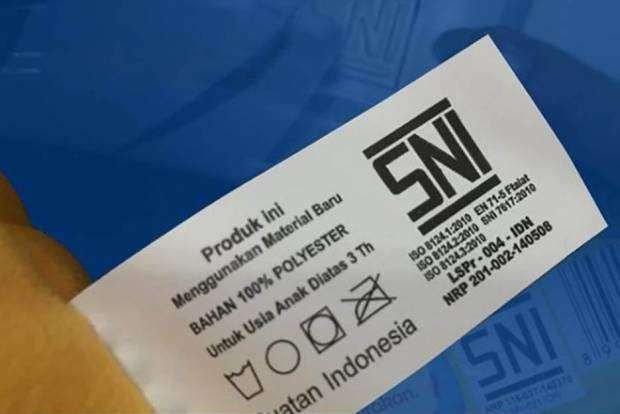 Produk ini
Menggunakan Material Baru
BAHAN 100% POLYESTER
Untuk Usia Anak Diatas 3 Th
Buatan Indonesia
SNI
ISO 8124.1:2010 EN 71-5 Ftalat
ISO 8124.2:2010 SNI 7617:2010
ISO 8124.3:2010
LSPr - 004 - IDN
NRP 201-002-140508
SNI